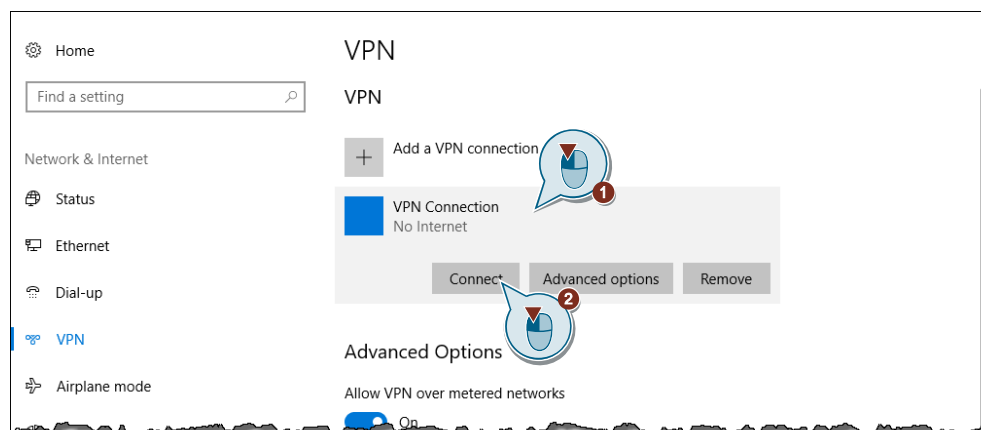 Home
Find a setting
Network & Internet
Status
Ethernet
Dial-up
VPN
Airplane mode
VPN
VPN
Add a VPN connection
1
VPN Connection
No Internet
Connect Advanced options Remove
2
Advanced Options
Allow VPN over metered networks
On